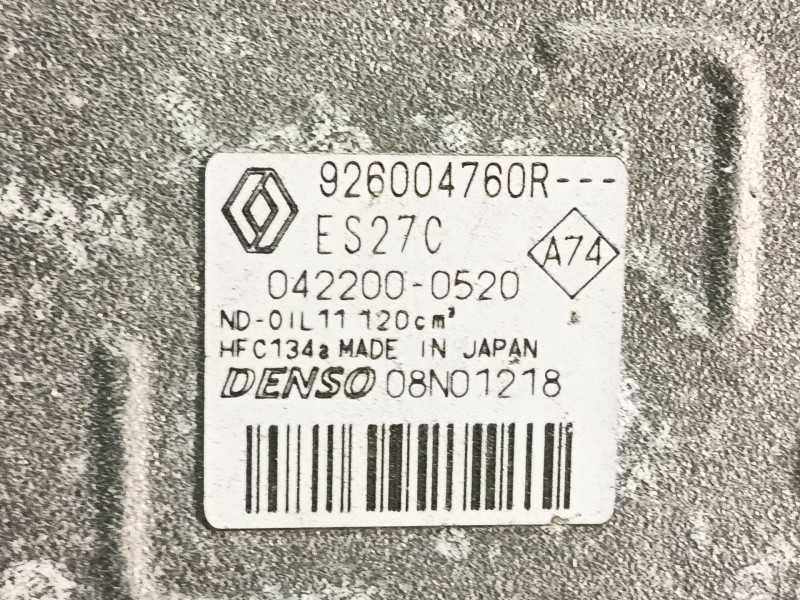 926004760R---
ES27C
A74
042200-0520
ND-OIL11 120cm³
HFC134a MADE IN JAPAN
DENSO 08N01218